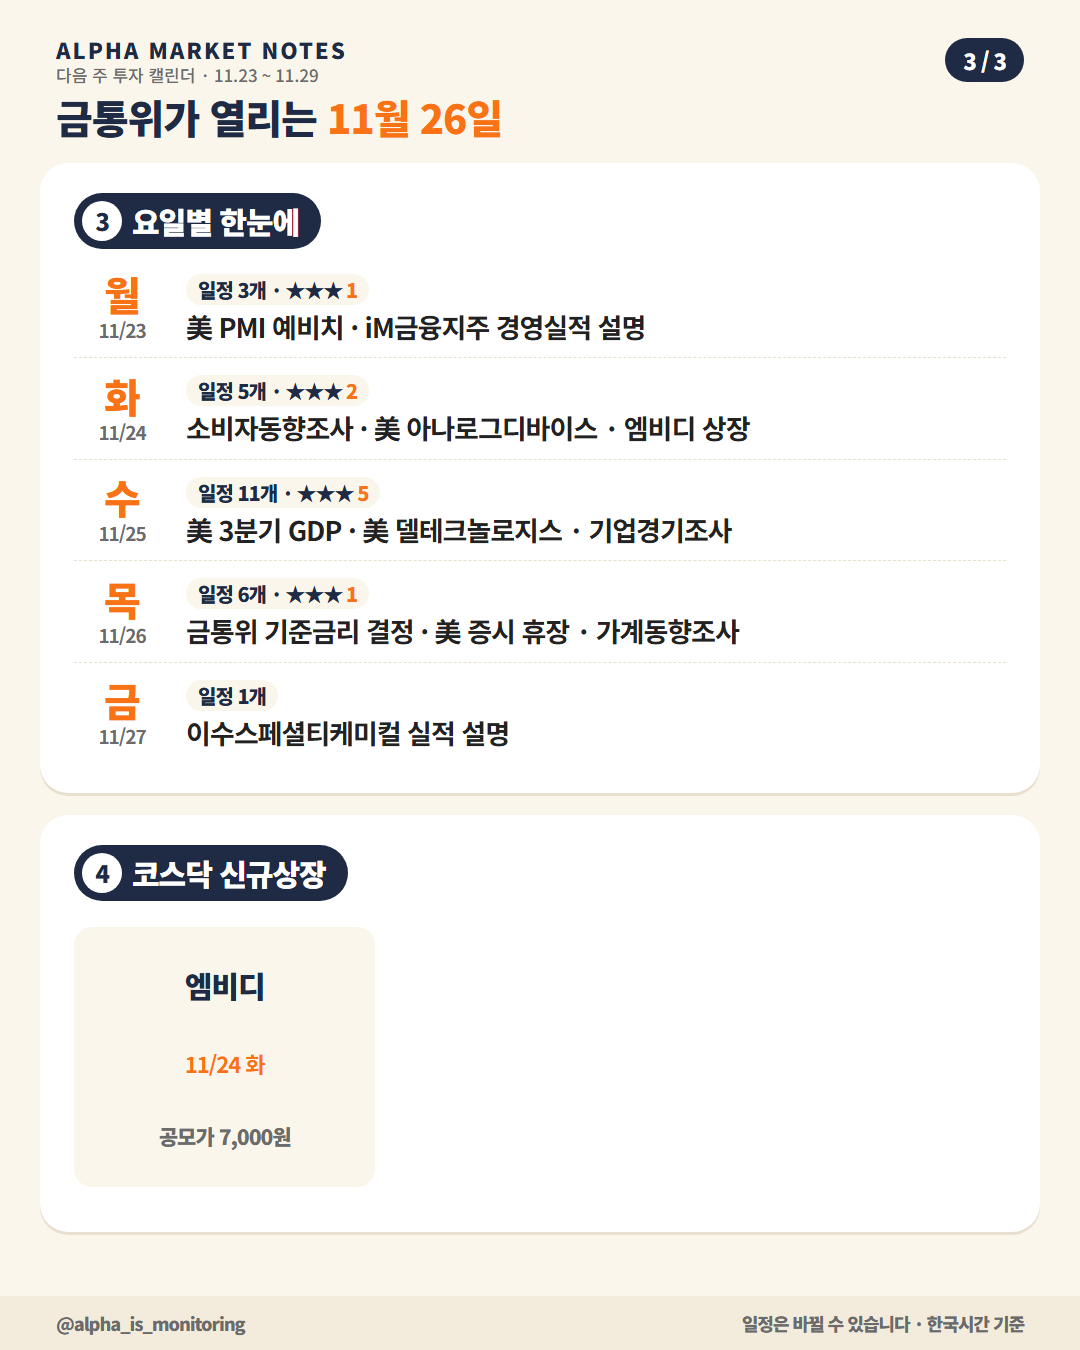 ALPHA MARKET NOTES
다음 주 투자 캘린더 · 11.23 ~ 11.29
금통위가 열리는 11월 26일
3 / 3
3 요일별 한눈에
월
11/23
일정 3개 · ★★★ 1
美 PMI 예비치 · iM금융지주 경영실적 설명
화
11/24
일정 5개 · ★★★ 2
소비자동향조사 · 美 아나로그디바이스 · 엠비디 상장
수
11/25
일정 11개 · ★★★ 5
美 3분기 GDP · 美 델테크놀로지스 · 기업경기조사
목
11/26
일정 6개 · ★★★ 1
금통위 기준금리 결정 · 美 증시 휴장 · 가계동향조사
금
11/27
일정 1개
이수스페셜티케미컬 실적 설명
4 코스닥 신규상장
엠비디
11/24 화
공모가 7,000원
@alpha_is_monitoring
일정은 바뀔 수 있습니다 · 한국시간 기준